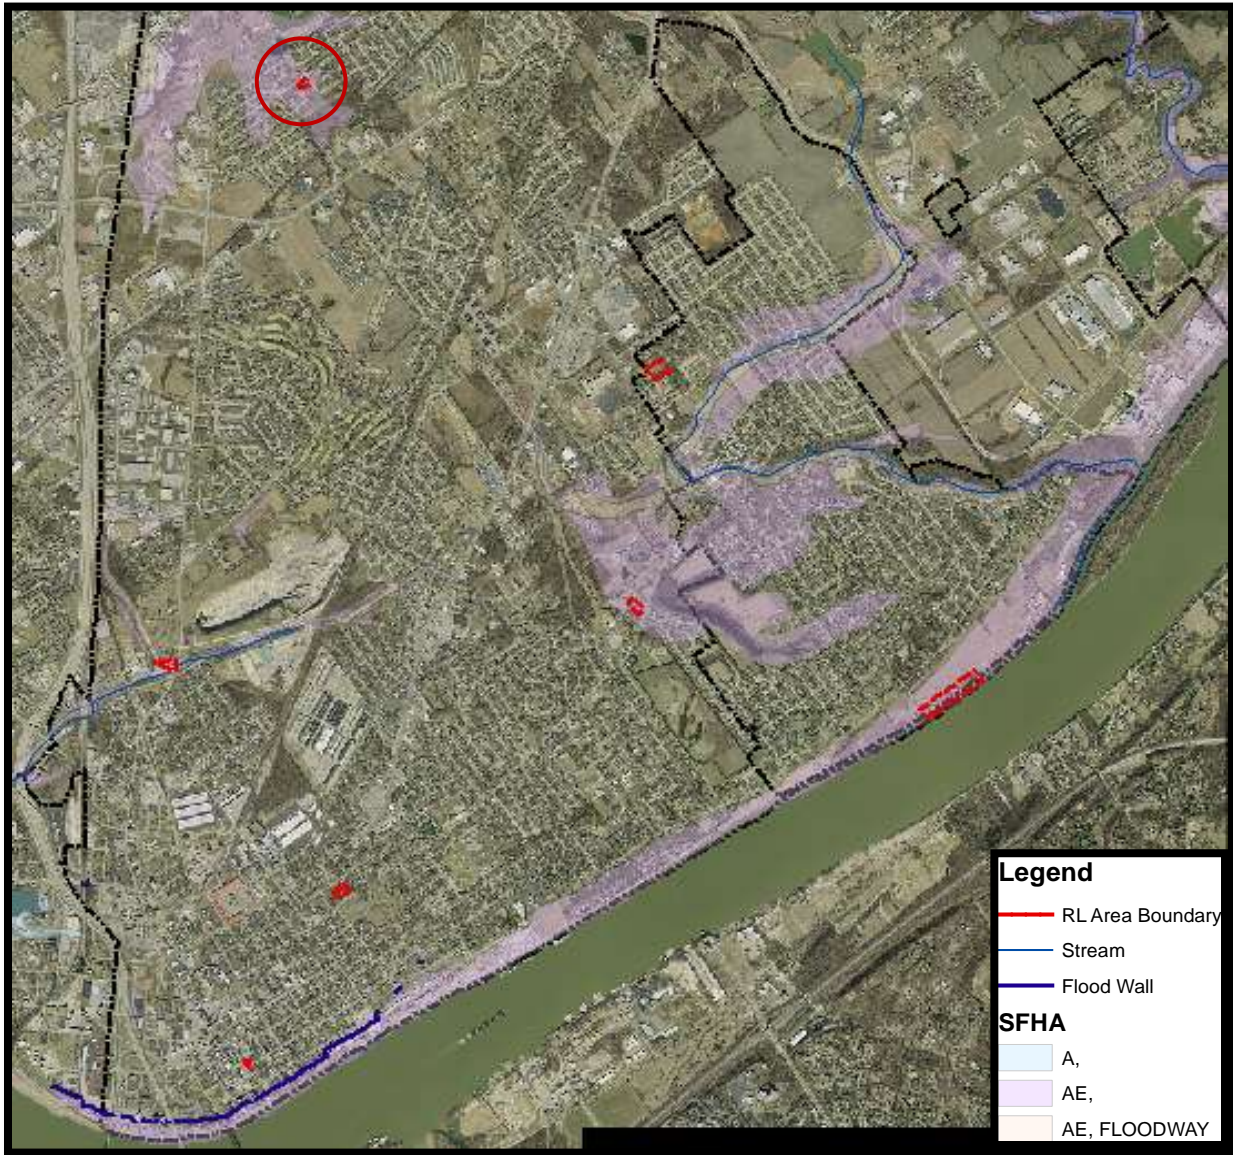 Legend
RL Area Boundary
Stream
Flood Wall
SFHA
A,
AE,
AE, FLOODWAY